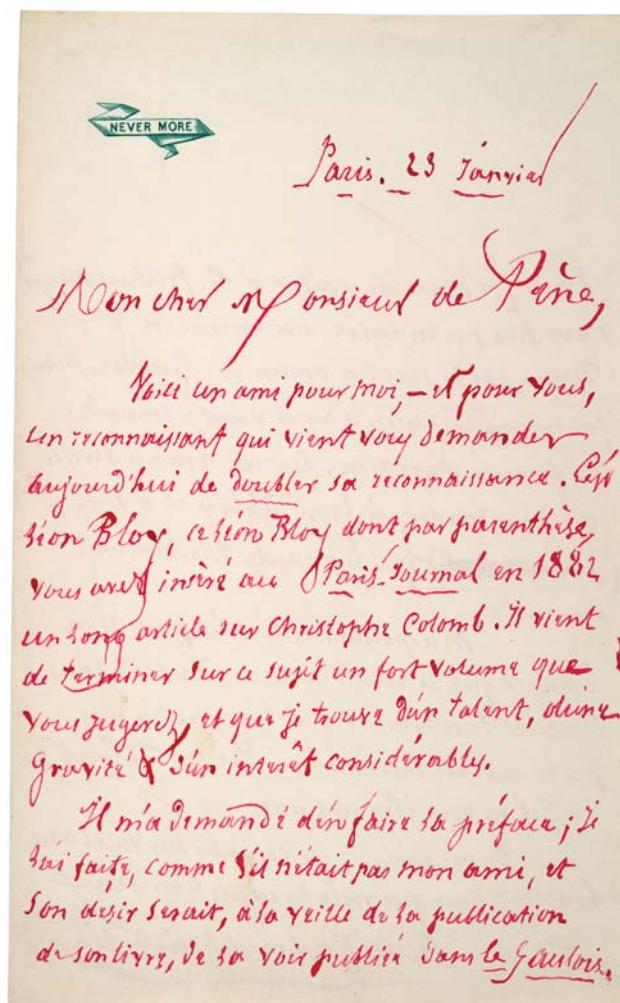 NEVER MORE
Paris. 23 Janvier
Mon cher Monsieur de Pène,
Voici un ami pour moi, – et pour vous,
un reconnaissant qui vient vous demander
aujourd'hui de doubler sa reconnaissance. C'est
Léon Bloy, ce Léon Bloy dont par parenthèse,
vous avez inséré au Paris-Journal en 1882
un long article sur Christophe Colomb. Il vient
de terminer sur ce sujet un fort volume que
vous jugerez, et que je trouve d'un talent, d'une
Gravité & d'un intérêt considérables.
Il m'a demandé d'en faire la préface ; je
l'ai faite, comme s'il n'était pas mon ami, et
son désir serait, à la veille de la publication
de son livre, de la voir publiée dans le Gaulois.